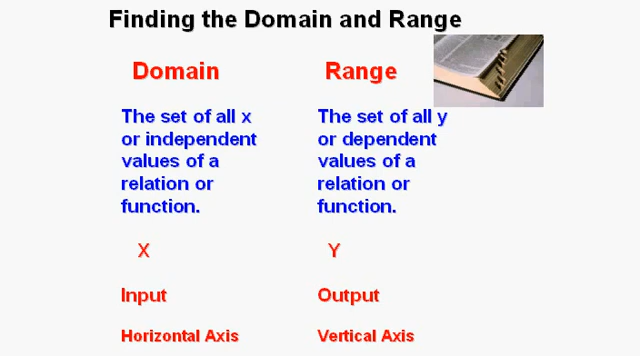 Finding the Domain and Range
Domain
The set of all x
or independent
values of a
relation or
function.
X
Input
Horizontal Axis
Range
The set of all y
or dependent
values of a
relation or
function.
Y
Output
Vertical Axis